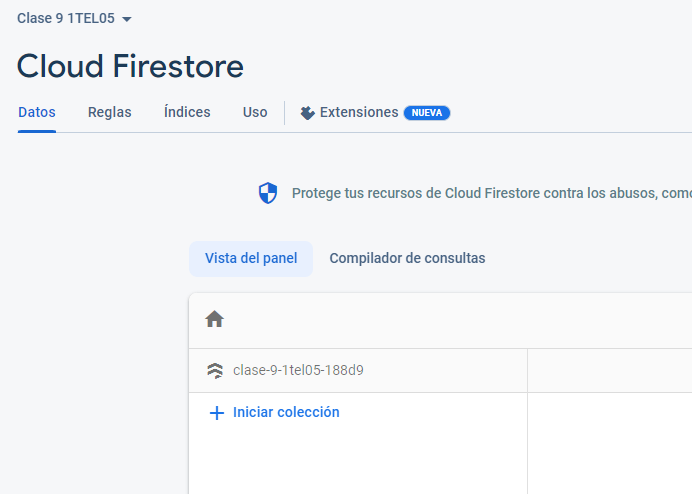 Clase 9 1TEL05
Cloud Firestore
Datos Reglas Índices Uso Extensiones NUEVA
Protege tus recursos de Cloud Firestore contra los abusos, como
Vista del panel Compilador de consultas
clase-9-1tel05-188d9
Iniciar colección